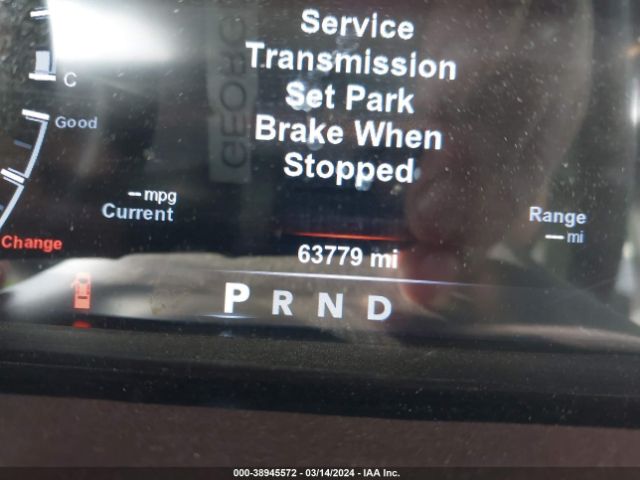 Service
Transmission
Set Park
Brake When
Stopped
C
Good
-- mpg
Current
Range
-- mi
Change
63779 mi
P R N D
GEORG
000-38945572 - 03/14/2024 - IAA Inc.